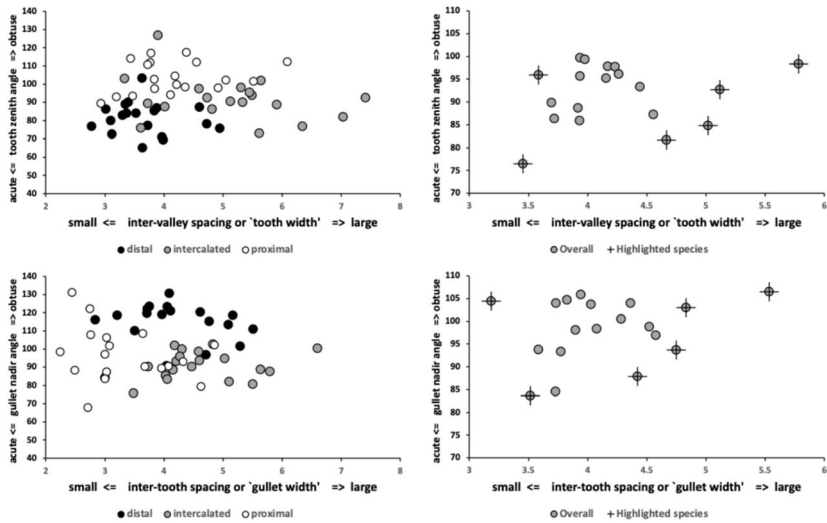 acute <= tooth zenith angle => obtuse
140
130
120
110
100
90
80
70
60
50
40
2 3 4 5 6 7 8
small <= inter-valley spacing or `tooth width' => large
distal intercalated proximal
acute <= tooth zenith angle => obtuse
105
100
95
90
85
80
75
70
3 3.5 4 4.5 5 5.5 6
small <= inter-valley spacing or `tooth width' => large
Overall Highlighted species
acute <= gullet nadir angle => obtuse
140
130
120
110
100
90
80
70
60
50
40
2 3 4 5 6 7 8
small <= inter-tooth spacing or `gullet width' => large
distal intercalated proximal
acute <= gullet nadir angle => obtuse
110
105
100
95
90
85
80
75
70
3 3.5 4 4.5 5 5.5 6
small <= inter-tooth spacing or `gullet width' => large
Overall Highlighted species